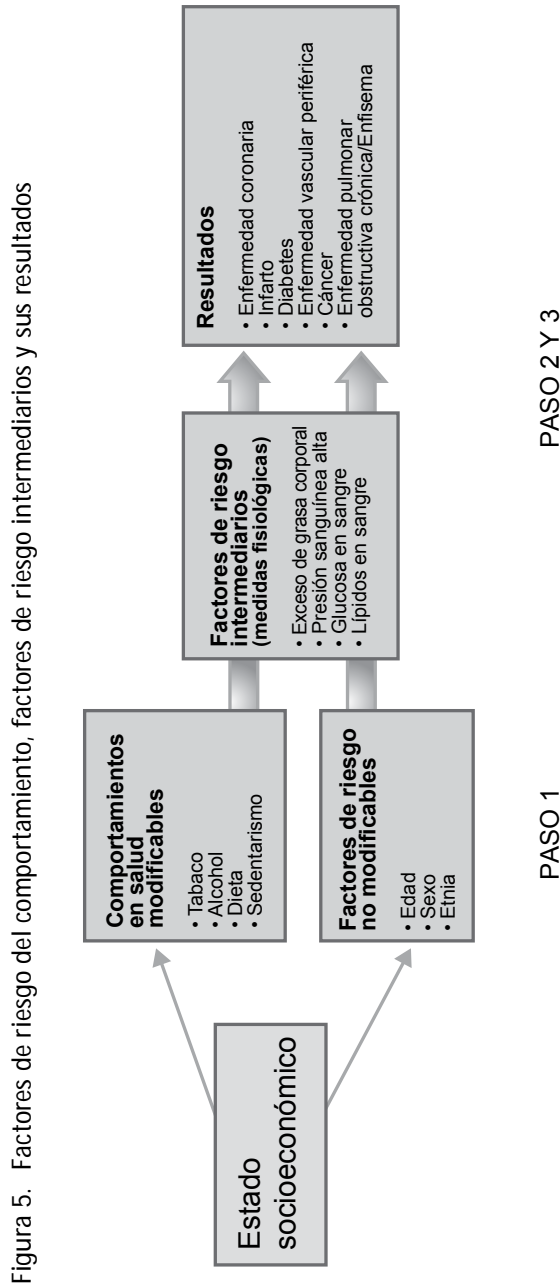 Figura 5. Factores de riesgo del comportamiento, factores de riesgo intermediarios y sus resultados
Estado
socioeconómico
Comportamientos
en salud
modificables
• Tabaco
• Alcohol
• Dieta
• Sedentarismo
Factores de riesgo
no modificables
• Edad
• Sexo
• Etnia
Factores de riesgo
intermediarios
(medidas fisiológicas)
• Exceso de grasa corporal
• Presión sanguínea alta
• Glucosa en sangre
• Lípidos en sangre
Resultados
• Enfermedad coronaria
• Infarto
• Diabetes
• Enfermedad vascular periférica
• Cáncer
• Enfermedad pulmonar
obstructiva crónica/Enfisema
PASO 1
PASO 2 Y 3